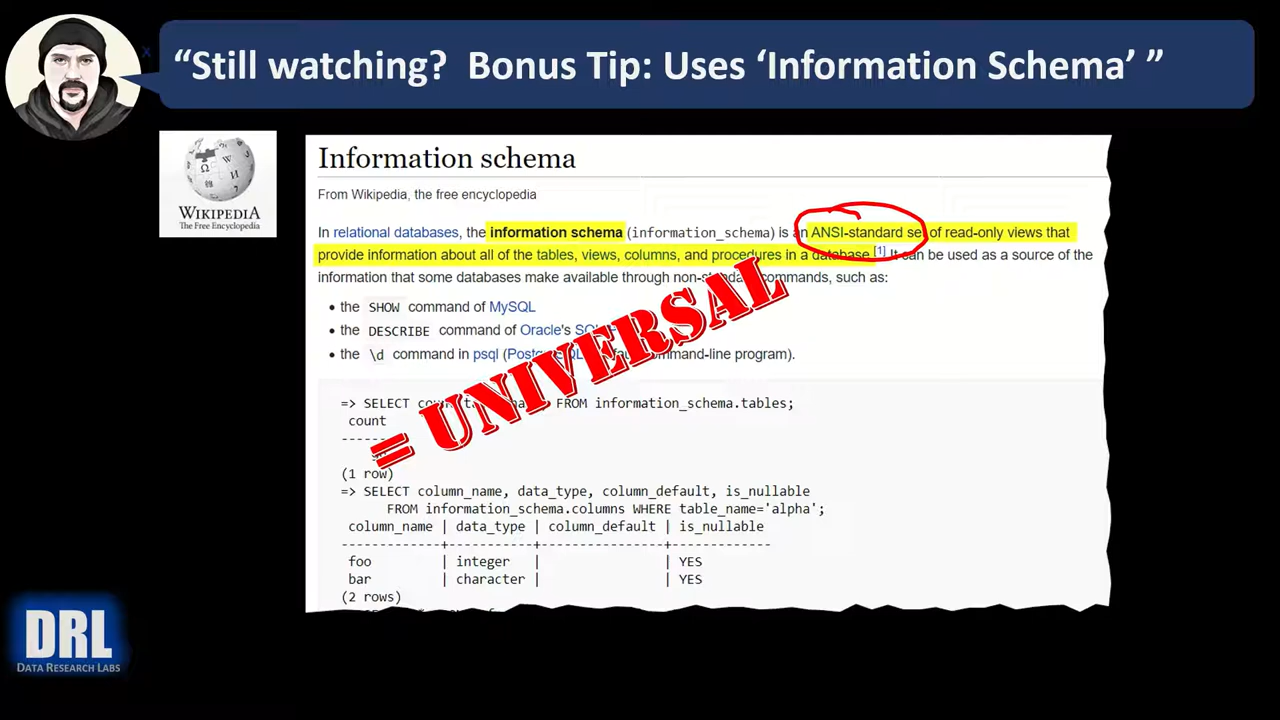 “Still watching?  Bonus Tip: Uses ‘Information Schema’ ”
WIKIPEDIA
The Free Encyclopedia
Information schema
From Wikipedia, the free encyclopedia
In relational databases, the information schema (information_schema) is an ANSI-standard set of read-only views that
provide information about all of the tables, views, columns, and procedures in a database.[1] It can be used as a source of the
information that some databases make available through commands, such as:
• the SHOW command of MySQL
• the DESCRIBE command of Oracle's
• the \d command in psql ( command-line program).
= UNIVERSAL
=> SELECT FROM information_schema.tables;
count
-------
(1 row)
=> SELECT column_name, data_type, column_default, is_nullable
FROM information_schema.columns WHERE table_name='alpha';
column_name | data_type | column_default | is_nullable
-------------+-----------+----------------+-------------
foo | integer | | YES
bar | character | | YES
(2 rows)
DRL
DATA RESEARCH LABS